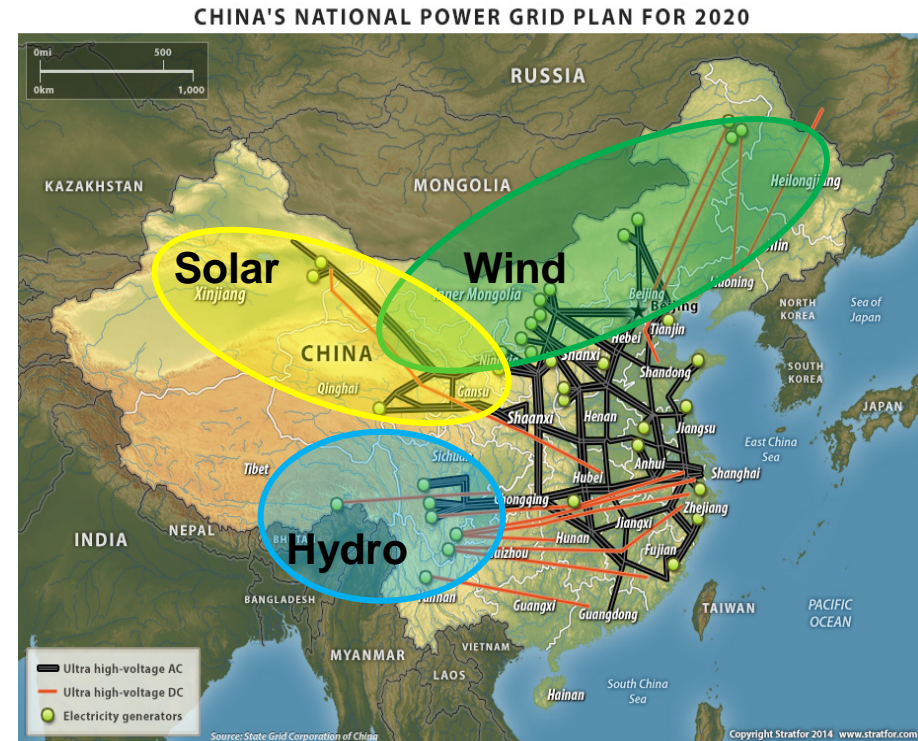 CHINA'S NATIONAL POWER GRID PLAN FOR 2020
0mi 500
0km 1,000
RUSSIA
KAZAKHSTAN
MONGOLIA
Heilongjiang
Solar
Xinjiang
Wind
Inner Mongolia
Beijing
Beijing
Liaoning
NORTH
KOREA
Sea of
Japan
Tianjin
Hebei
CHINA
Ningxia
Shanxi
Shandong
SOUTH
KOREA
Qinghai
Gansu
JAPAN
Shaanxi
Henan
Jiangsu
East China
Sea
Tibet
Sichuan
Anhui
Hubei
Shanghai
Chongqing
Zhejiang
INDIA
NEPAL
Hydro
Jiangxi
Hunan
Fujian
BANGLADESH
Guangxi
Guangdong
TAIWAN
PACIFIC
OCEAN
MYANMAR
VIETNAM
LAOS
Hainan
South China
Sea
Ultra high-voltage AC
Ultra high-voltage DC
Electricity generators
Source: State Grid Corporation of China
Copyright Stratfor 2014 www.stratfor.com